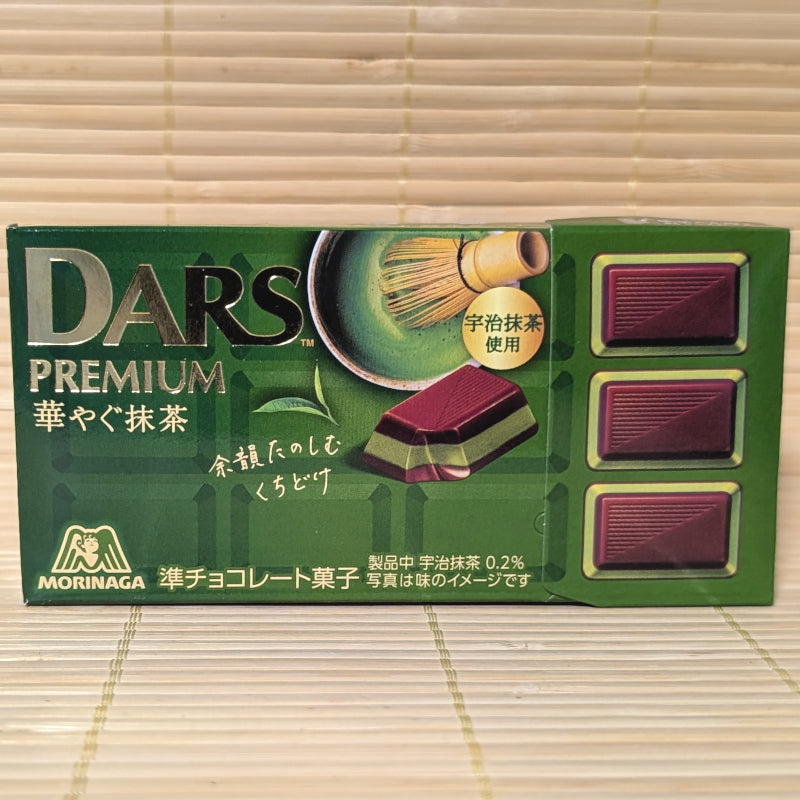 DARS™
PREMIUM
華やぐ抹茶
宇治抹茶
使用
余韻たのしむ
くちどけ
MORINAGA
準チョコレート菓子
製品中 宇治抹茶 0.2%
写真は味のイメージです